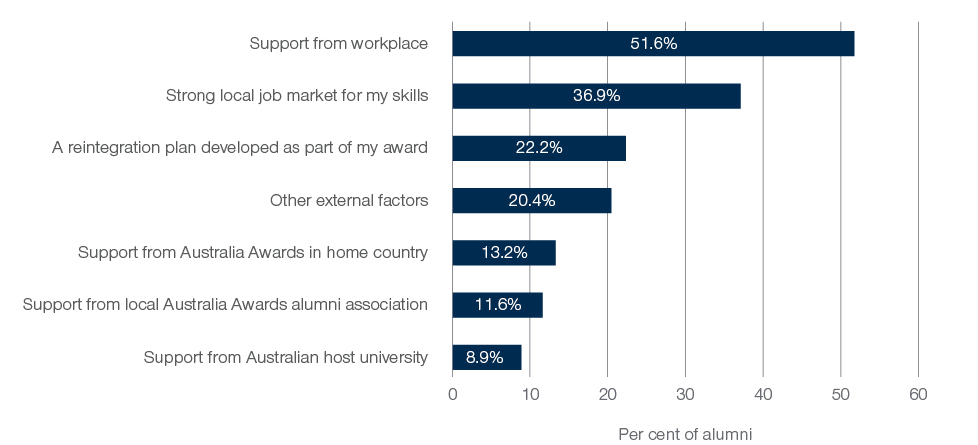 Support from workplace 51.6%
Strong local job market for my skills 36.9%
A reintegration plan developed as part of my award 22.2%
Other external factors 20.4%
Support from Australia Awards in home country 13.2%
Support from local Australia Awards alumni association 11.6%
Support from Australian host university 8.9%
0 10 20 30 40 50 60
Per cent of alumni